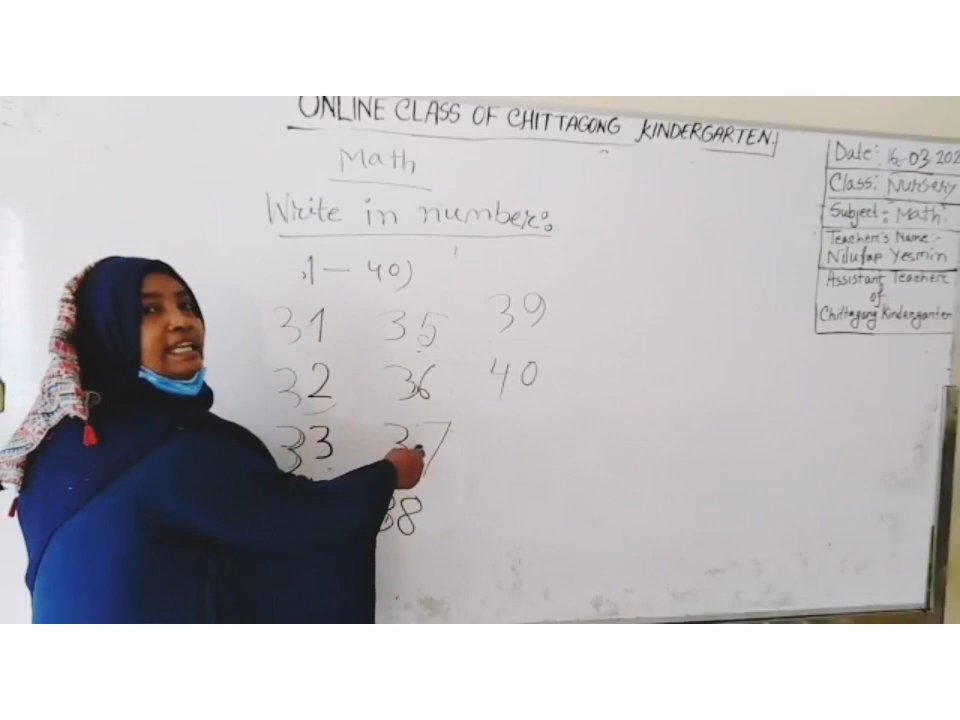 ONLINE CLASS OF CHITTAGONG KINDERGARTEN
Math
Write in number:
1 – 40)
31 35 39
32 36 40
33 37
38
Date: 16-03-202
Class: Nursery
Subject: Math
Teacher's Name:-
Nilufar Yesmin
Assistant Teacher
of
Chittagong Kindergarten